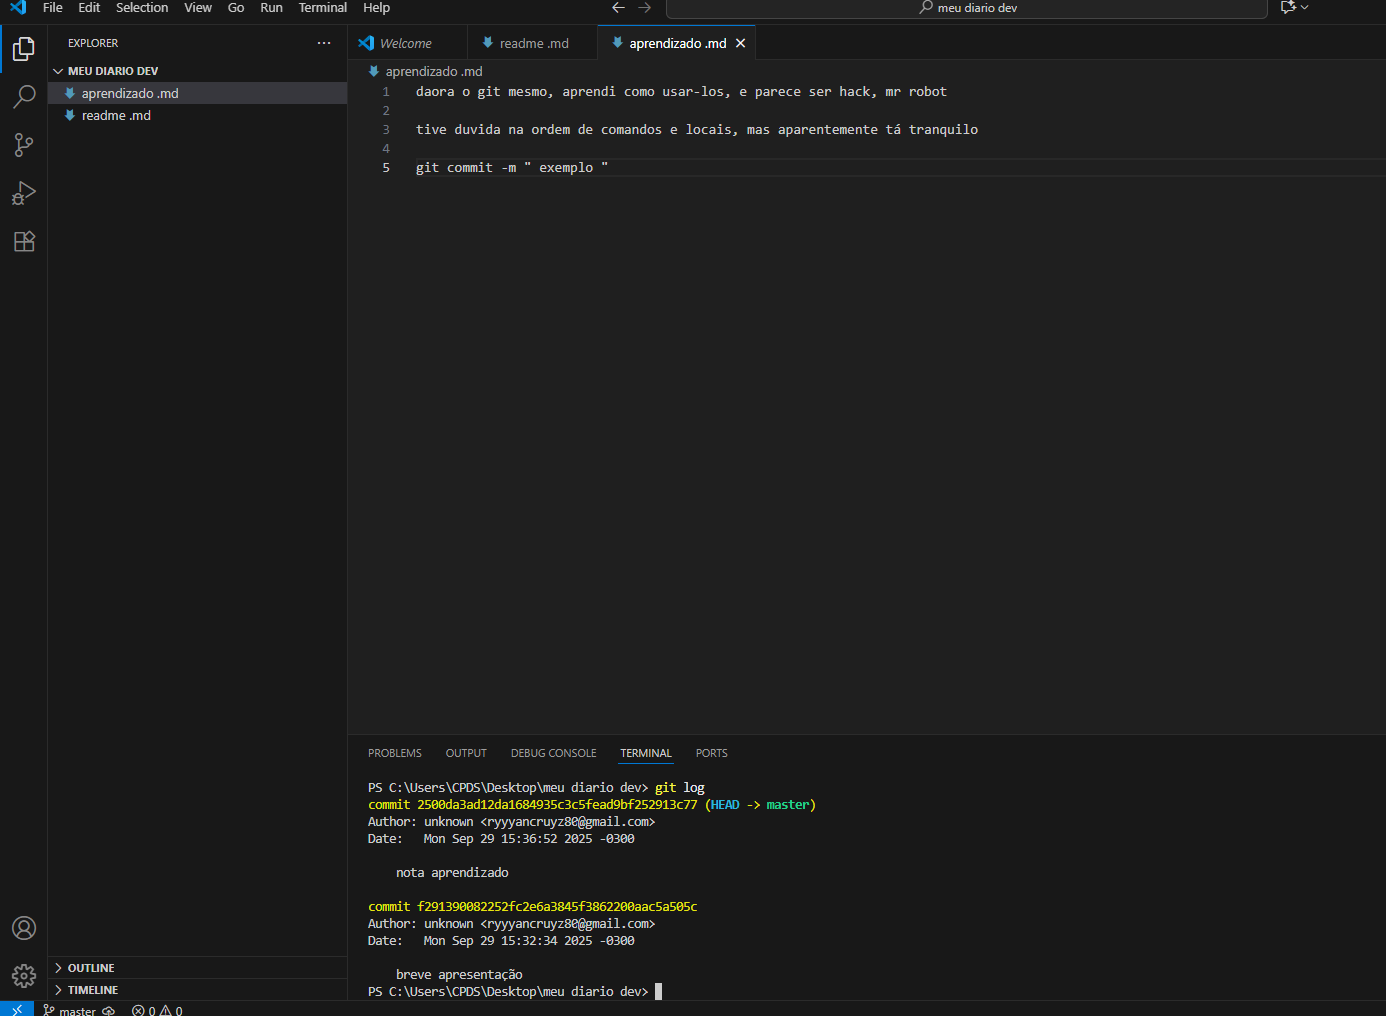 File Edit Selection View Go Run Terminal Help
meu diario dev
EXPLORER
MEU DIARIO DEV
aprendizado .md
readme .md
Welcome
readme .md
aprendizado .md
aprendizado .md
1 daora o git mesmo, aprendi como usar-los, e parece ser hack, mr robot
2
3 tive duvida na ordem de comandos e locais, mas aparentemente tá tranquilo
4
5 git commit -m " exemplo "
PROBLEMS OUTPUT DEBUG CONSOLE TERMINAL PORTS
PS C:\Users\CPDS\Desktop\meu diario dev> git log
commit 2500da3ad12da1684935c3c5fead9bf252913c77 (HEAD -> master)
Author: unknown <ryyyancruyz80@gmail.com>
Date:   Mon Sep 29 15:36:52 2025 -0300
nota aprendizado
commit f291390082252fc2e6a3845f3862200aac5a505c
Author: unknown <ryyyancruyz80@gmail.com>
Date:   Mon Sep 29 15:32:34 2025 -0300
breve apresentação
PS C:\Users\CPDS\Desktop\meu diario dev>
OUTLINE
TIMELINE
master 0 0